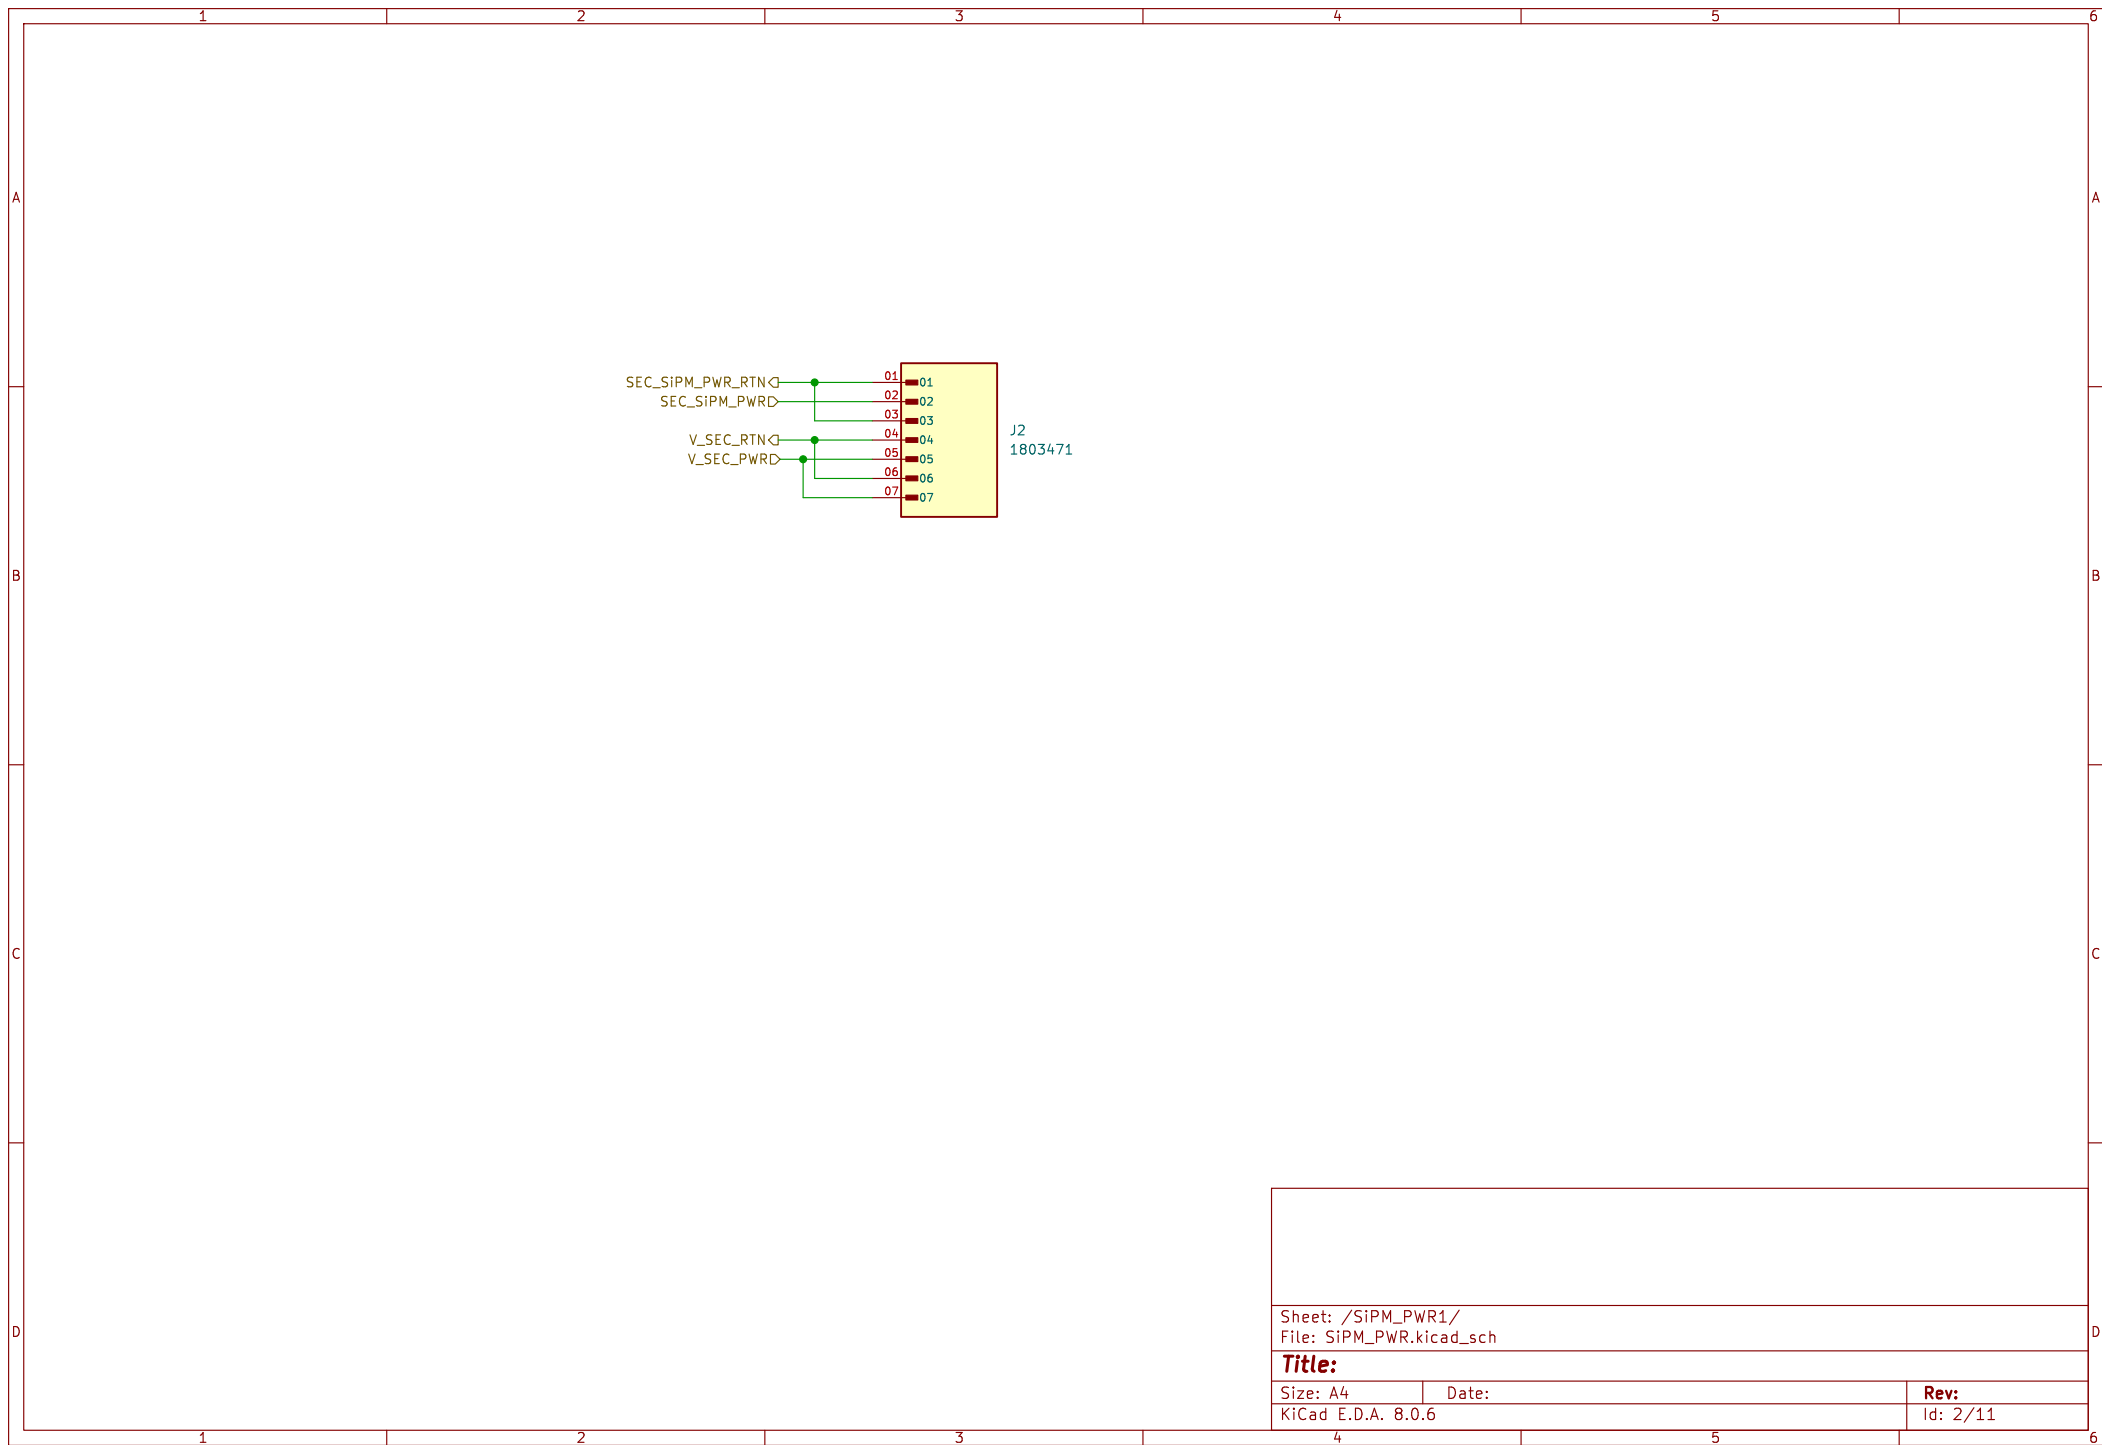 1 2 3 4 5 6
A A
SEC_SiPM_PWR_RTN 01 01
SEC_SiPM_PWR 02 02
03 03
V_SEC_RTN 04 04
V_SEC_PWR 05 05
06 06
07 07
J2
1803471
B B
C C
Sheet: /SiPM_PWR1/
File: SiPM_PWR.kicad_sch
D D
Title:
Size: A4 Date: Rev:
KiCad E.D.A. 8.0.6 Id: 2/11
1 2 3 4 5 6